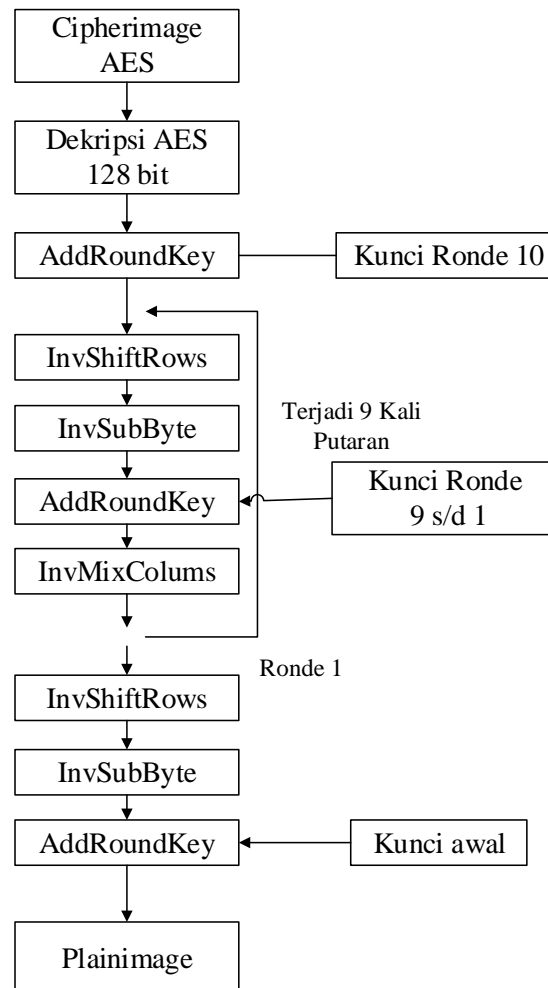 Cipherimage
AES
Dekripsi AES
128 bit
AddRoundKey
Kunci Ronde 10
InvShiftRows
InvSubByte
Terjadi 9 Kali
Putaran
AddRoundKey
Kunci Ronde
9 s/d 1
InvMixColums
Ronde 1
InvShiftRows
InvSubByte
AddRoundKey
Kunci awal
Plainimage